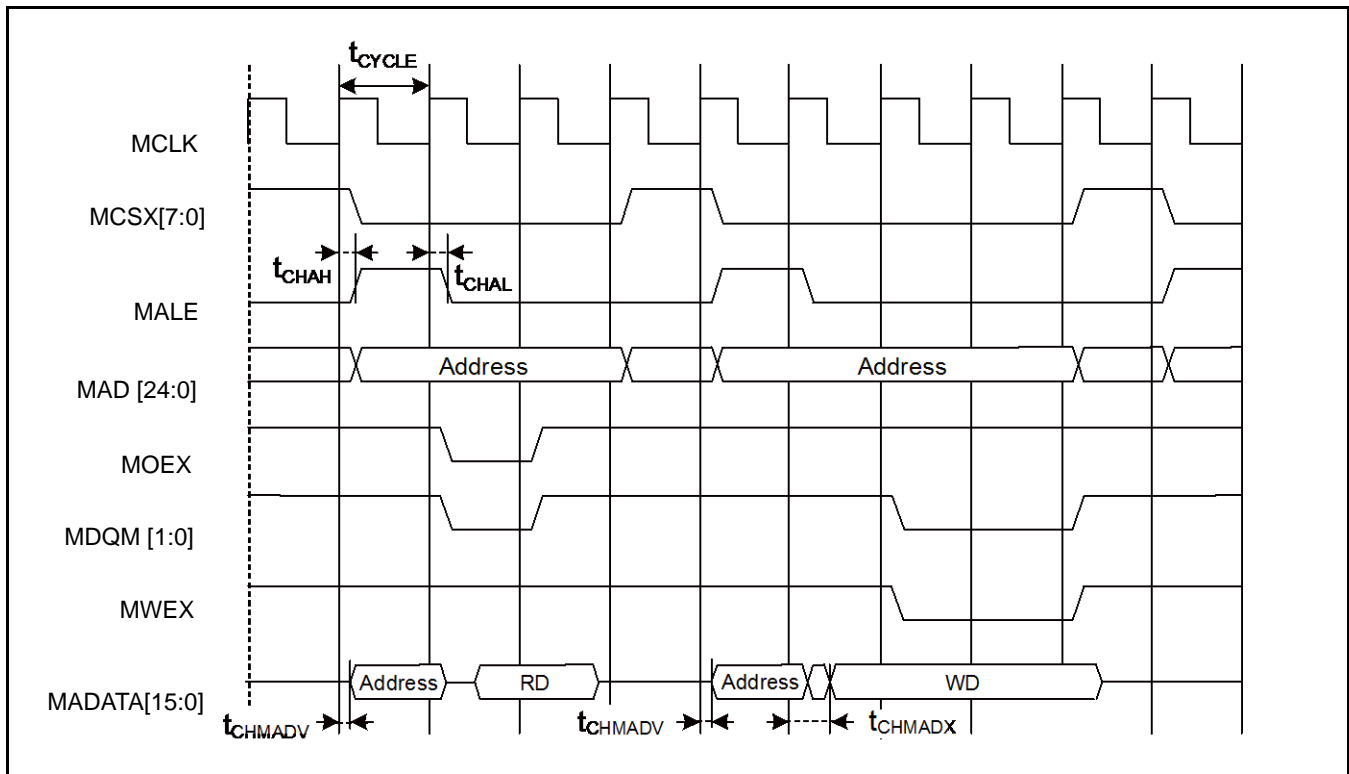 tCYCLE
MCLK
MCSX[7:0]
tCHAH
tCHAL
MALE
Address
Address
MAD [24:0]
MOEX
MDQM [1:0]
MWEX
Address
RD
Address
WD
MADATA[15:0]
tCHMADV
tCHMADV
tCHMADX